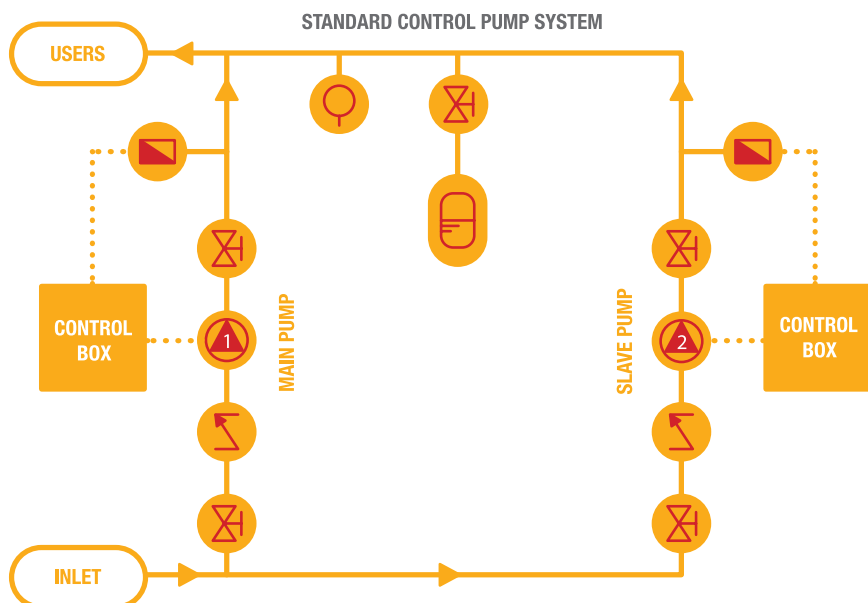 STANDARD CONTROL PUMP SYSTEM
USERS
CONTROL
BOX
1
MAIN PUMP
SLAVE PUMP
2
CONTROL
BOX
INLET